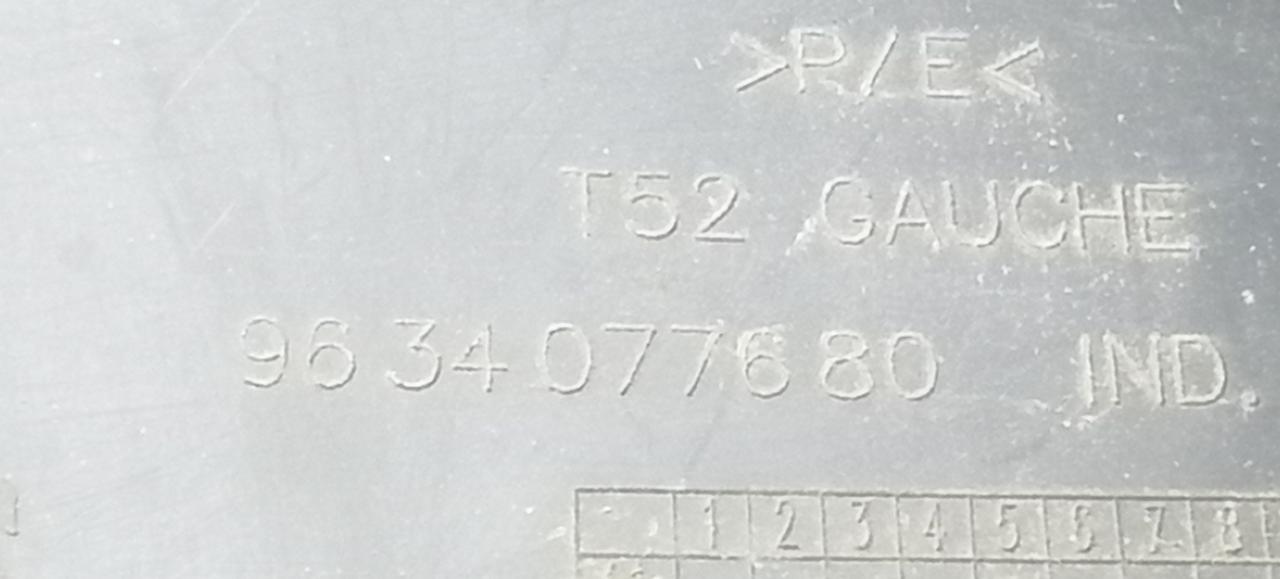 >P/E<
T52 GAUCHE
96 34 077680 IND.
1 2 3 4 5 6 7 8